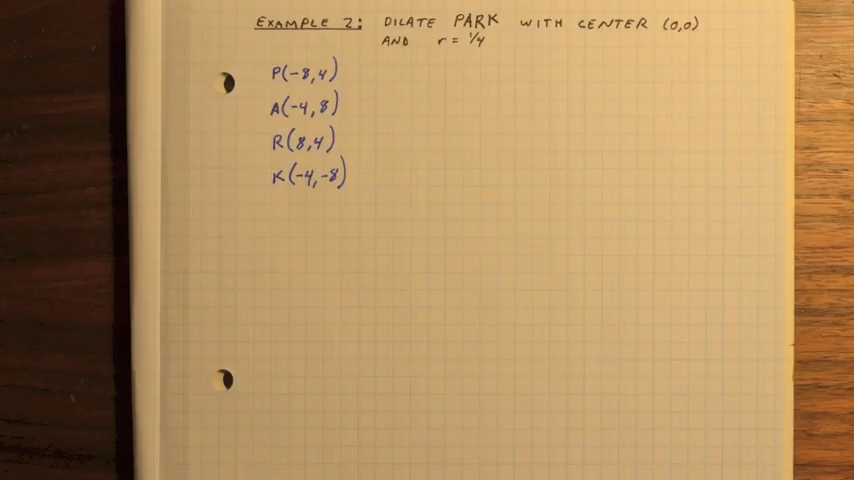 EXAMPLE 2: DILATE PARK WITH CENTER (0,0)
AND r = 1/4
P(-8,4)
A(-4,8)
R(8,4)
K(-4,-8)